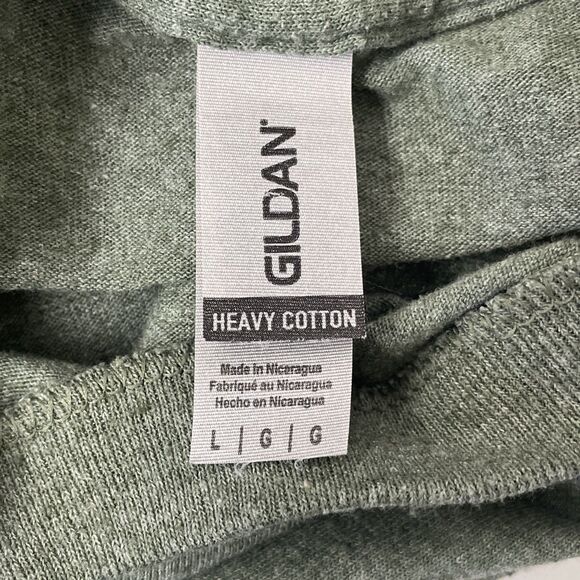 GILDAN®
HEAVY COTTON
Made in Nicaragua
Fabriqué au Nicaragua
Hecho en Nicaragua
L | G | G